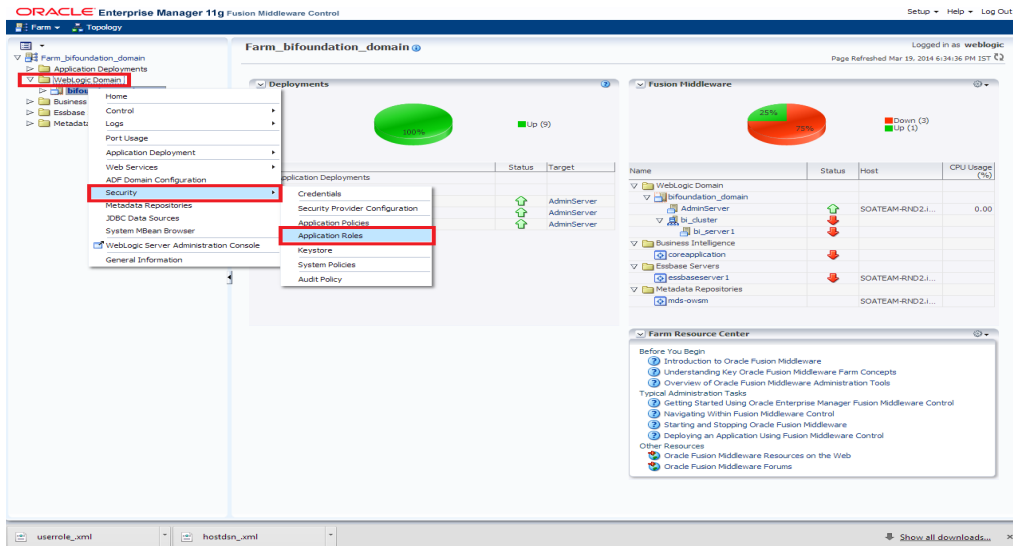 ORACLE Enterprise Manager 11g Fusion Middleware Control
Setup Help Log Out
Farm Topology
Farm_bifoundation_domain
Application Deployments
WebLogic Domain
bifou
Business
Essbase
Metadata
Home
Control
Logs
Port Usage
Application Deployment
Web Services
ADF Domain Configuration
Security
Metadata Repositories
JDBC Data Sources
System MBean Browser
WebLogic Server Administration Console
General Information
Credentials
Security Provider Configuration
Application Policies
Application Roles
Keystore
System Policies
Audit Policy
Farm_bifoundation_domain
Logged in as weblogic
Page Refreshed Mar 19, 2014 6:34:36 PM IST
Deployments
100%
Up (9)
Status Target
pplication Deployments
AdminServer
AdminServer
AdminServer
Fusion Middleware
25%
75%
Down (3)
Up (1)
Name Status Host CPU Usage (%)
WebLogic Domain
bifoundation_domain
AdminServer SOATEAM-RND2.i... 0.00
bi_cluster
bi_server1
Business Intelligence
coreapplication
Essbase Servers
essbaseserver1 SOATEAM-RND2.i...
Metadata Repositories
mds-owsm SOATEAM-RND2.i...
Farm Resource Center
Before You Begin
Introduction to Oracle Fusion Middleware
Understanding Key Oracle Fusion Middleware Farm Concepts
Overview of Oracle Fusion Middleware Administration Tools
Typical Administration Tasks
Getting Started Using Oracle Enterprise Manager Fusion Middleware Control
Navigating Within Fusion Middleware Control
Starting and Stopping Oracle Fusion Middleware
Deploying an Application Using Fusion Middleware Control
Other Resources
Oracle Fusion Middleware Resources on the Web
Oracle Fusion Middleware Forums
userrole_.xml
hostdsn_.xml
Show all downloads...